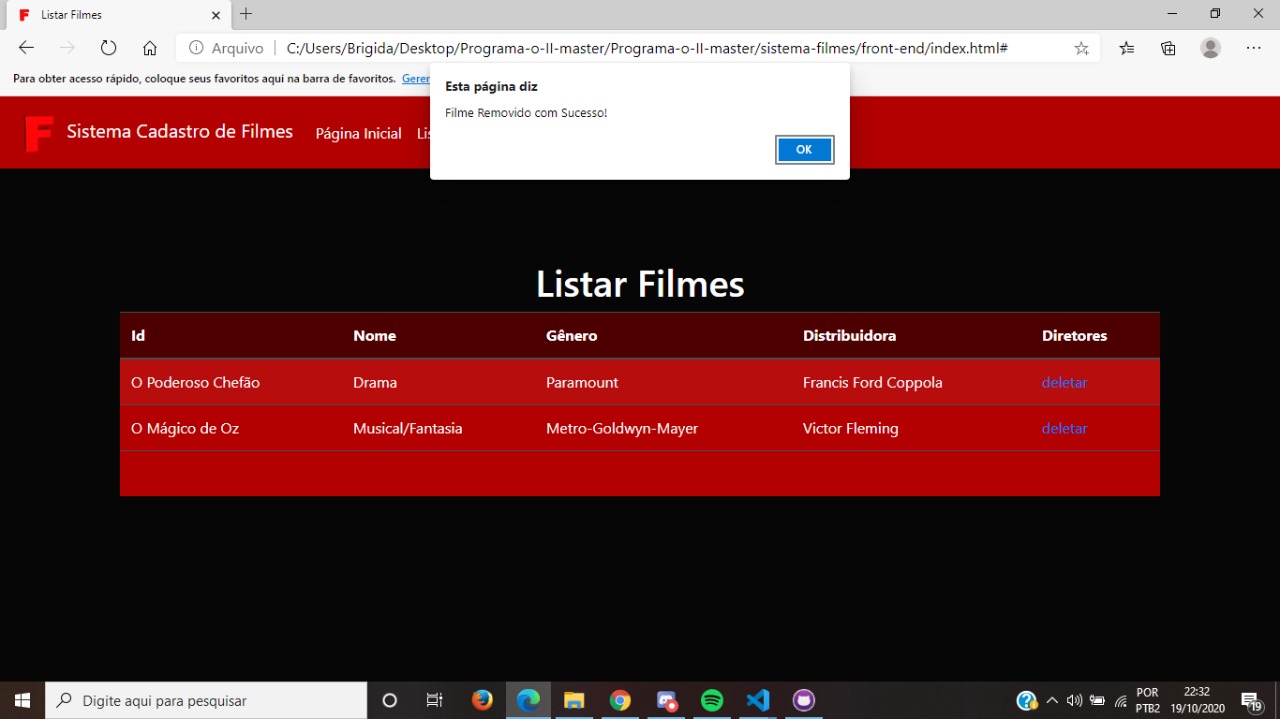 Listar Filmes
Arquivo
C:/Users/Brigida/Desktop/Programa-o-II-master/Programa-o-II-master/sistema-filmes/front-end/index.html#
Para obter acesso rápido, coloque seus favoritos aqui na barra de favoritos. Geren
Esta página diz
Filme Removido com Sucesso!
OK
F Sistema Cadastro de Filmes Página Inicial Lis
Listar Filmes
Id Nome Gênero Distribuidora Diretores
O Poderoso Chefão Drama Paramount Francis Ford Coppola deletar
O Mágico de Oz Musical/Fantasia Metro-Goldwyn-Mayer Victor Fleming deletar
Digite aqui para pesquisar
POR 22:32
PTB2 19/10/2020
19